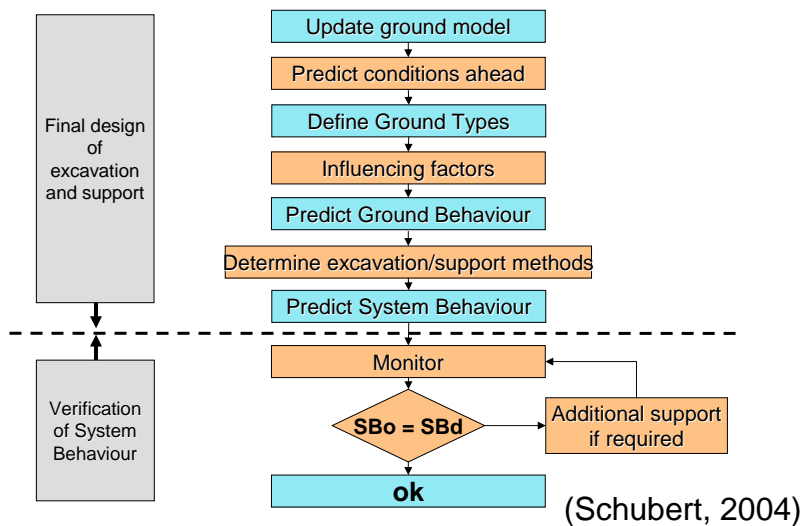 Update ground model
Predict conditions ahead
Final design
of
excavation
and support
Define Ground Types
Influencing factors
Predict Ground Behaviour
Determine excavation/support methods
Predict System Behaviour
Monitor
Verification
of System
Behaviour
SBo = SBd
Additional support
if required
ok
(Schubert, 2004)